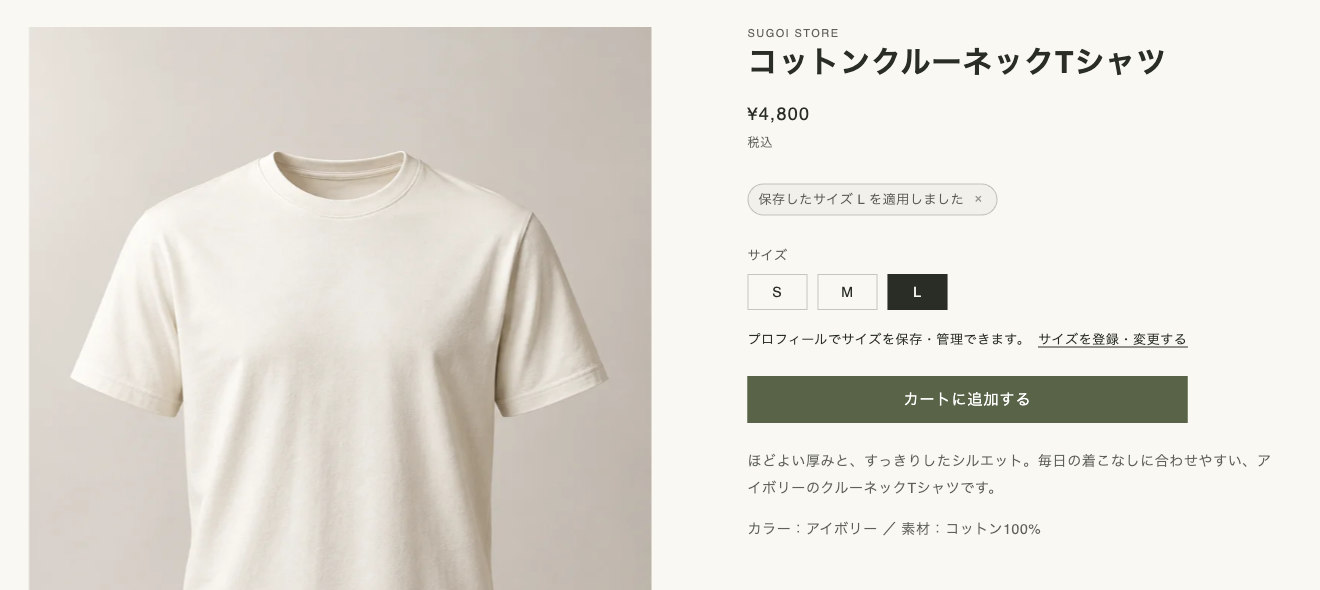 SUGOI STORE
コットンクルーネックTシャツ
¥4,800
税込
保存したサイズ L を適用しました ×
サイズ
S M L
プロフィールでサイズを保存・管理できます。 サイズを登録・変更する
カートに追加する
ほどよい厚みと、すっきりしたシルエット。毎日の着こなしに合わせやすい、ア
イボリーのクルーネックTシャツです。
カラー：アイボリー ／ 素材：コットン100%